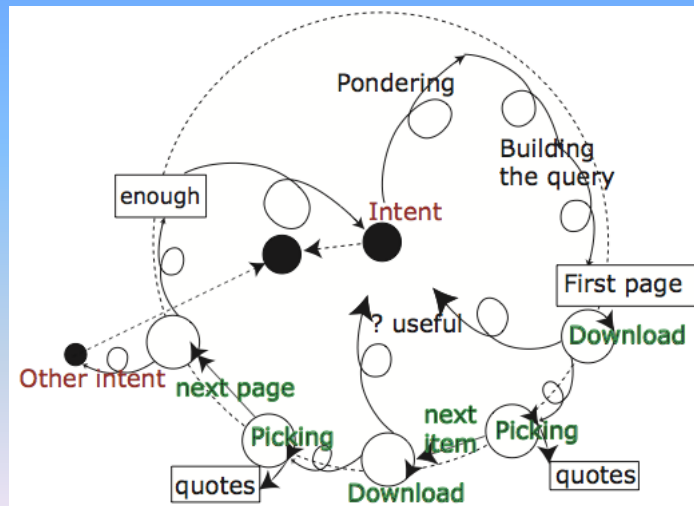 Pondering
Building
the query
enough
Intent
First page
? useful
Download
Other intent
next page
next
item
Picking
Picking
quotes
quotes
Download